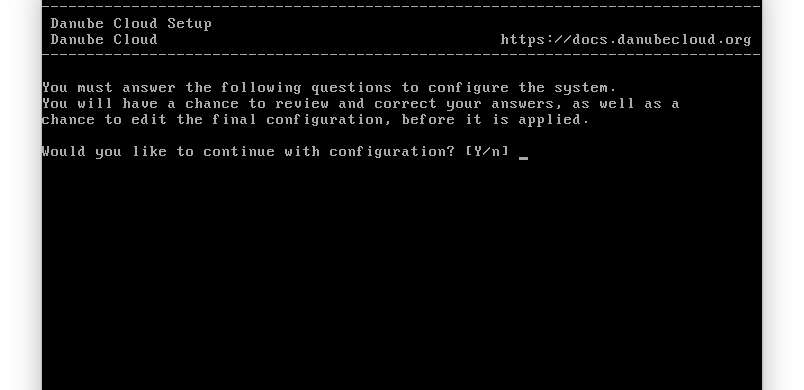 Danube Cloud Setup
Danube Cloud https://docs.danubecloud.org
You must answer the following questions to configure the system.
You will have a chance to review and correct your answers, as well as a
chance to edit the final configuration, before it is applied.
Would you like to continue with configuration? [Y/n] _